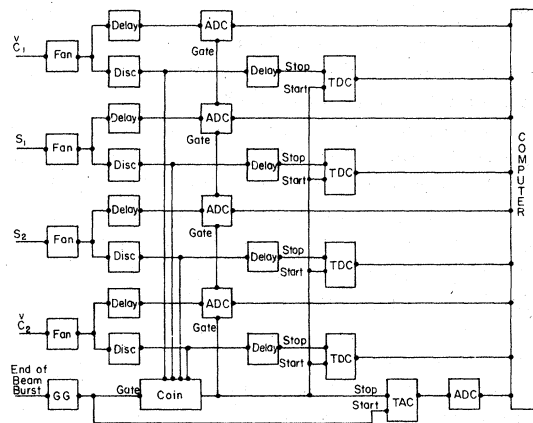 Delay ADC
Č1 Fan Gate
Disc Delay Stop
Start TDC
Delay ADC
S1 Fan Gate
Disc Delay Stop
Start TDC
Delay ADC
S2 Fan Gate
Disc Delay Stop
Start TDC
Delay ADC
Č2 Fan Gate
Disc Delay Stop
Start TDC
End of
Beam
Burst GG Gate Coin Stop
Start TAC ADC
COMPUTER